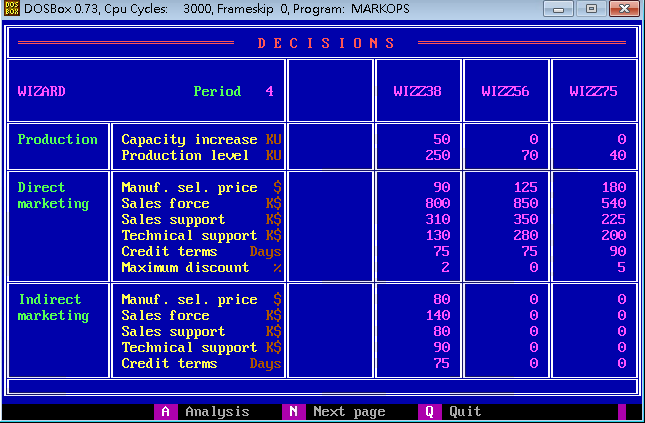 DOSBox 0.73, Cpu Cycles: 3000, Frameskip 0, Program: MARKOPS
DECISIONS
WIZARD Period 4 WIZZ38 WIZZ56 WIZZ75
Production Capacity increase KU 50 0 0
Production level KU 250 70 40
Direct Manuf. sel. price $ 90 125 180
marketing Sales force K$ 800 850 540
Sales support K$ 310 350 225
Technical support K$ 130 280 200
Credit terms Days 75 75 90
Maximum discount % 2 0 5
Indirect Manuf. sel. price $ 80 0 0
marketing Sales force K$ 140 0 0
Sales support K$ 80 0 0
Technical support K$ 90 0 0
Credit terms Days 75 0 0
A Analysis N Next page Q Quit